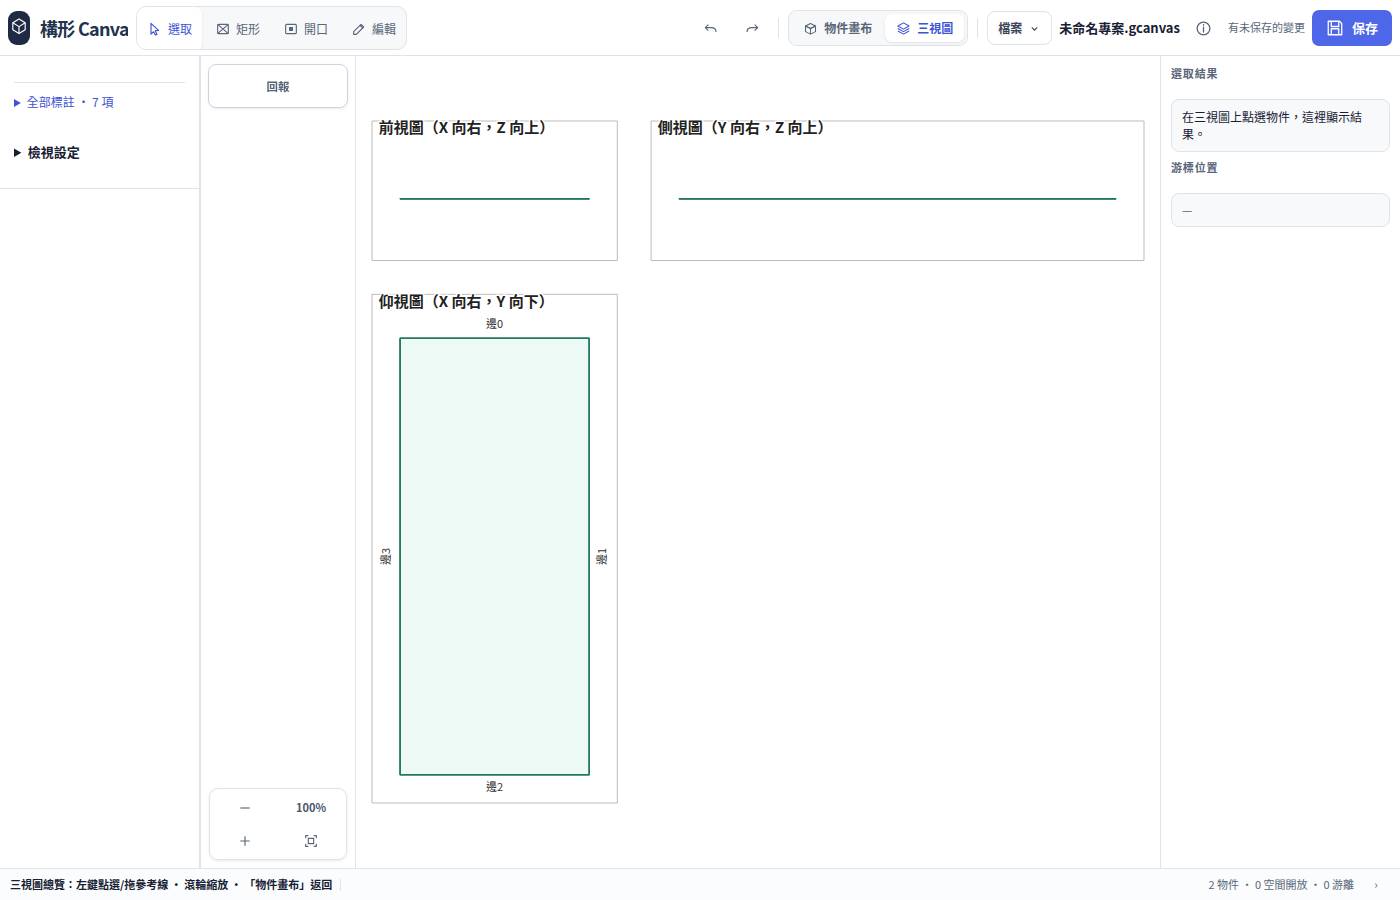 構形 Canva
選取
矩形
開口
編輯
物件畫布
三視圖
檔案
未命名專案.gcanvas
有未保存的變更
保存
全部標註 · 7 項
檢視設定
回報
100%
前視圖（X 向右，Z 向上）
側視圖（Y 向右，Z 向上）
仰視圖（X 向右，Y 向下）
邊0
邊3
邊1
邊2
選取結果
在三視圖上點選物件，這裡顯示結
果。
游標位置
—
三視圖總覽：左鍵點選/拖參考線 · 滾輪縮放 · 「物件畫布」返回
2 物件 · 0 空間開放 · 0 游離